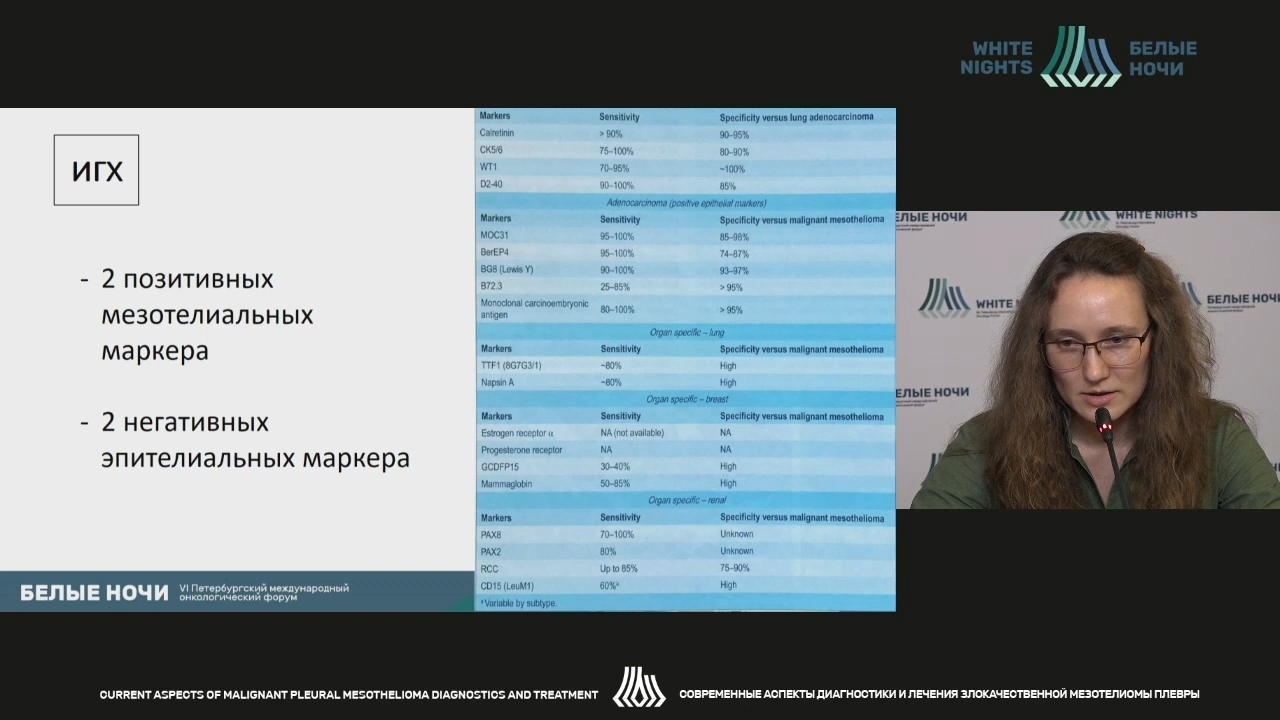 WHITE
NIGHTS
БЕЛЫЕ
НОЧИ
ИГХ
- 2 позитивных
мезотелиальных
маркера
- 2 негативных
эпителиальных маркера
Markers Sensitivity Specificity versus lung adenocarcinoma
Calretinin > 90% 90–95%
CK5/6 75–100% 80–90%
WT1 70–95% ~100%
D2-40 90–100% 85%
Adenocarcinoma (positive epithelial markers)
Markers Sensitivity Specificity versus malignant mesothelioma
MOC31 95–100% 85–98%
BerEP4 95–100% 74–87%
BG8 (Lewis Y) 90–100% 93–97%
B72.3 25–85% > 95%
Monoclonal carcinoembryonic
antigen 80–100% > 95%
Organ specific – lung
Markers Sensitivity Specificity versus malignant mesothelioma
TTF1 (8G7G3/1) ~80% High
Napsin A ~80% High
Organ specific – breast
Markers Sensitivity Specificity versus malignant mesothelioma
Estrogen receptor α NA (not available) NA
Progesterone receptor NA NA
GCDFP15 30–40% High
Mammaglobin 50–85% High
Organ specific – renal
Markers Sensitivity Specificity versus malignant mesothelioma
PAX8 70–100% Unknown
PAX2 80% Unknown
RCC Up to 85% 75–90%
CD15 (LeuM1) 60%ᵃ High
ᵃ Variable by subtype.
БЕЛЫЕ НОЧИ
VI Петербургский международный
онкологический форум
WHITE NIGHTS
БЕЛЫЕ НОЧИ
CURRENT ASPECTS OF MALIGNANT PLEURAL MESOTHELIOMA DIAGNOSTICS AND TREATMENT
СОВРЕМЕННЫЕ АСПЕКТЫ ДИАГНОСТИКИ И ЛЕЧЕНИЯ ЗЛОКАЧЕСТВЕННОЙ МЕЗОТЕЛИОМЫ ПЛЕВРЫ